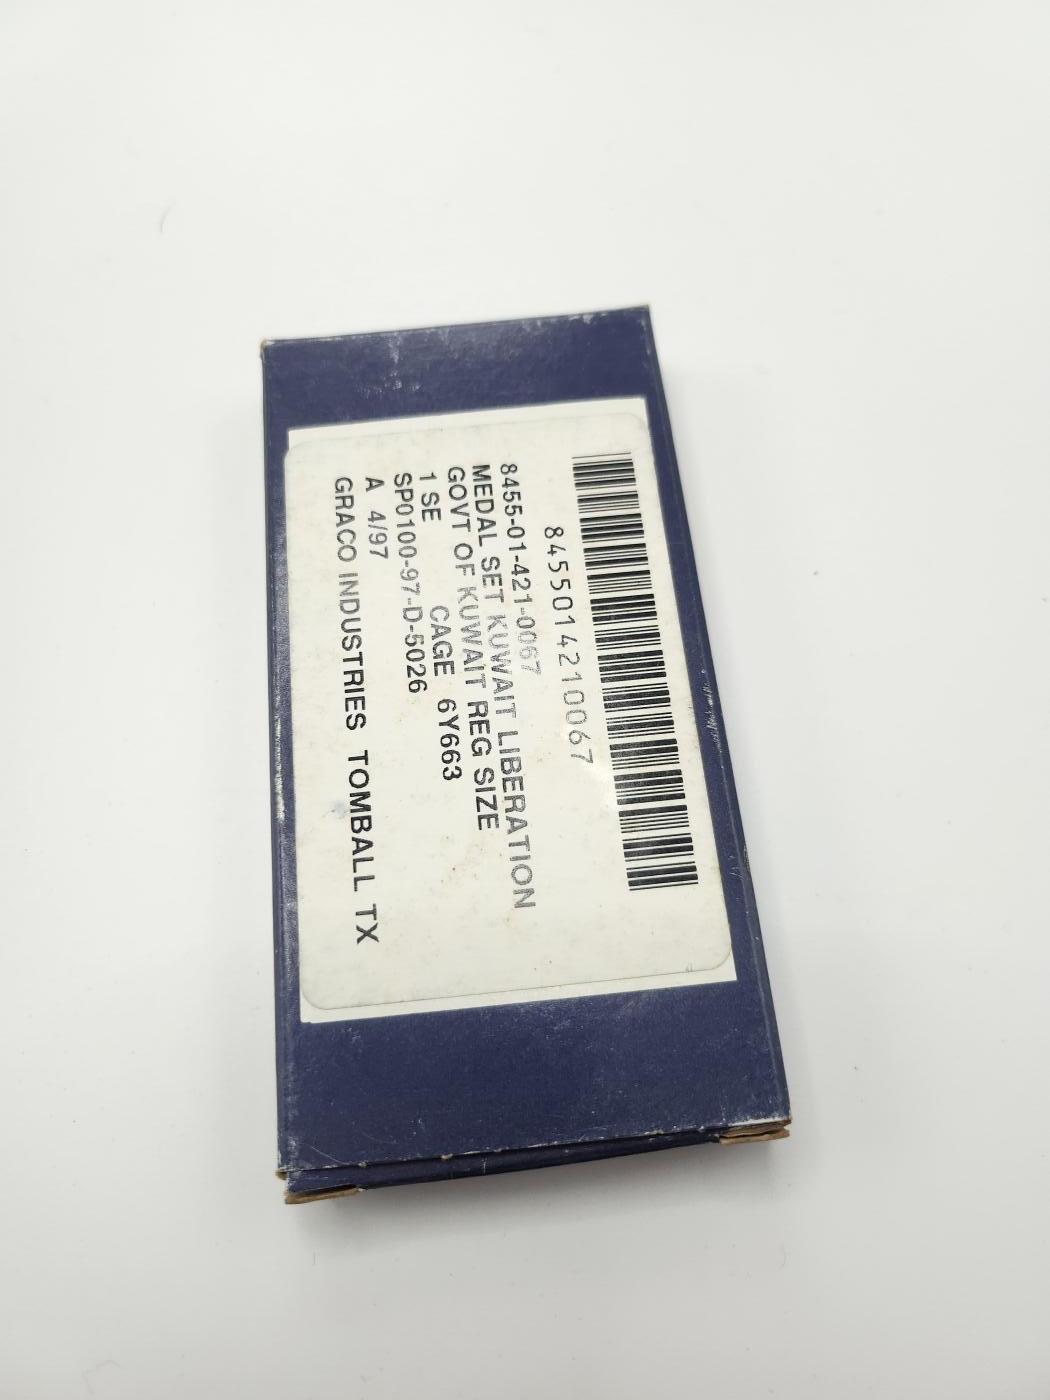 8455014210067
8455-01-421-0067
MEDAL SET KUWAIT LIBERATION
GOVT OF KUWAIT REG SIZE
1 SE CAGE 6Y663
SP0100-97-D-5026
A 4/97
GRACO INDUSTRIES TOMBALL TX